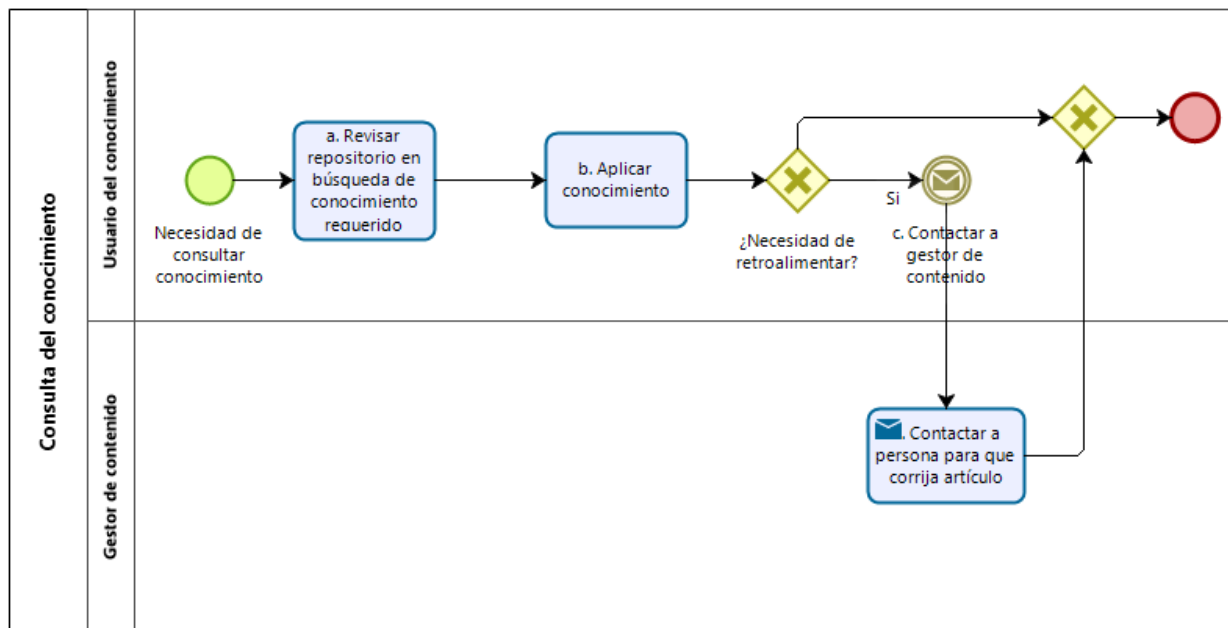 Consulta del conocimiento
Usuario del conocimiento
Necesidad de
consultar
conocimiento
a. Revisar
repositorio en
búsqueda de
conocimiento
requerido
b. Aplicar
conocimiento
¿Necesidad de
retroalimentar?
Si
c. Contactar a
gestor de
contenido
Gestor de contenido
. Contactar a
persona para que
corrija artículo